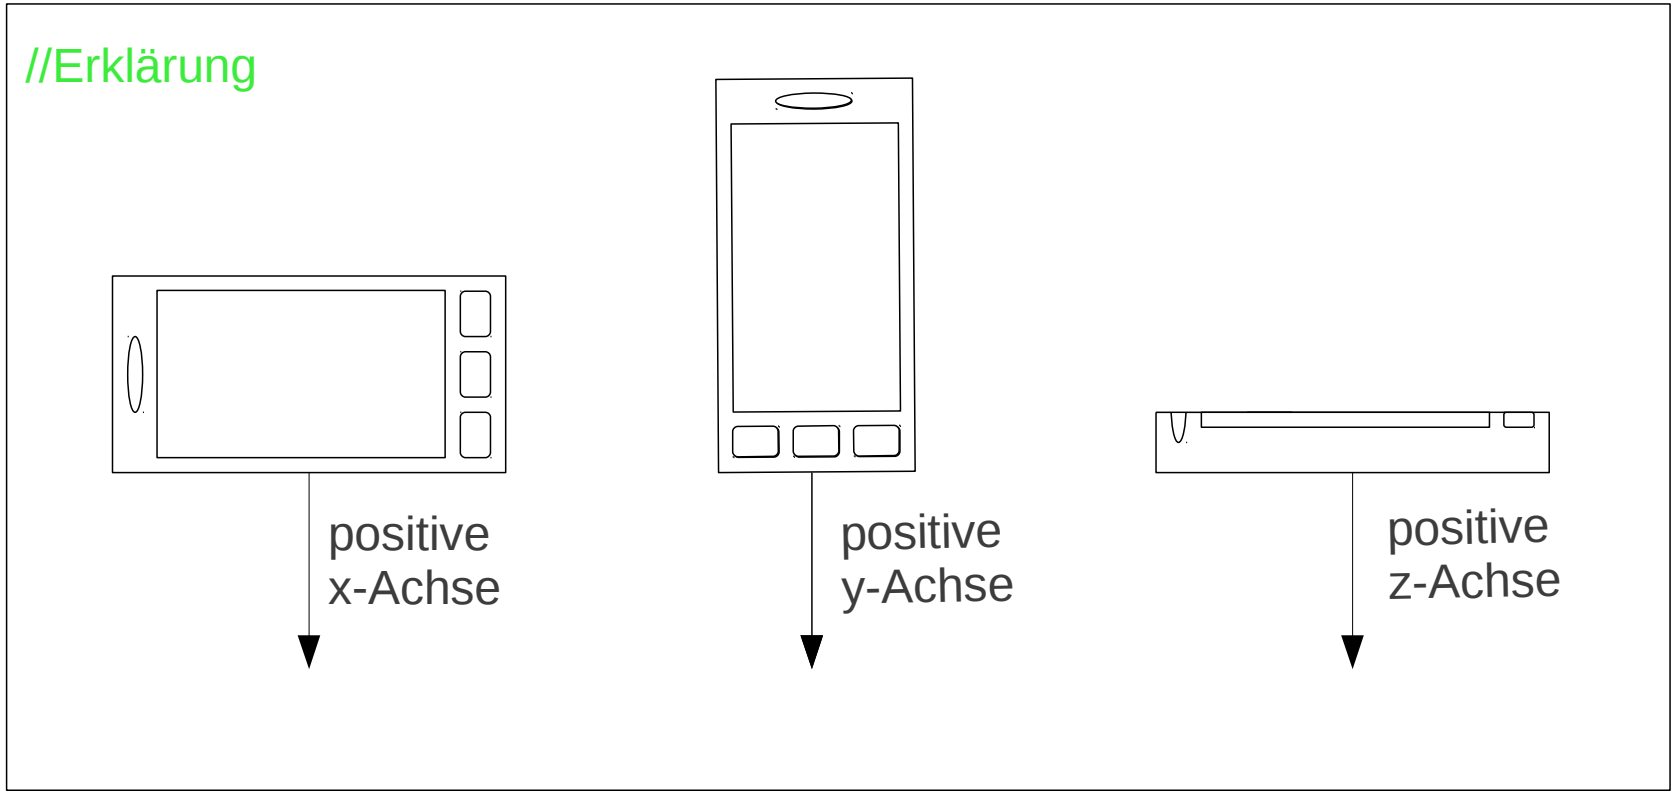 //Erklärung
positive
x-Achse
positive
y-Achse
positive
z-Achse